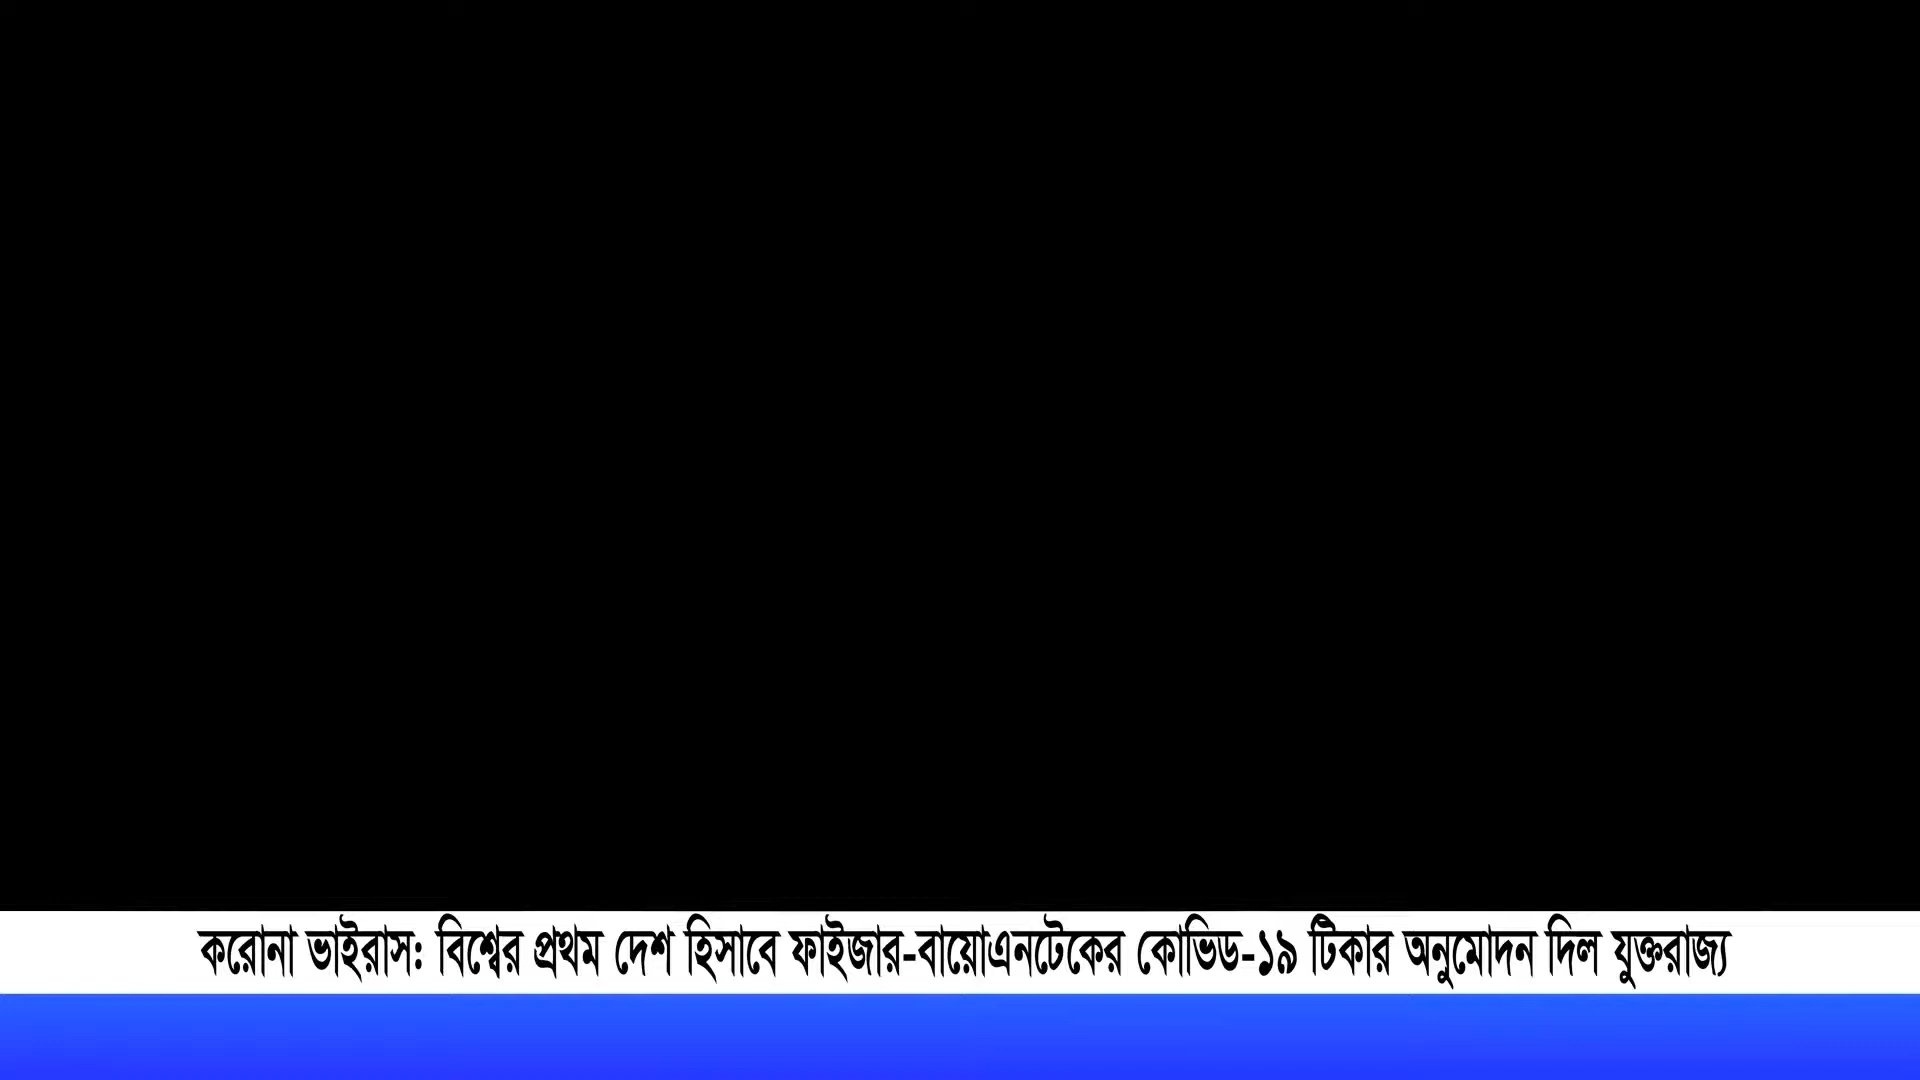 করোনা ভাইরাস: বিশ্বের প্রথম দেশ হিসাবে ফাইজার-বায়োএনটেকের কোভিড-১৯ টিকার অনুমোদন দিল যুক্তরাজ্য